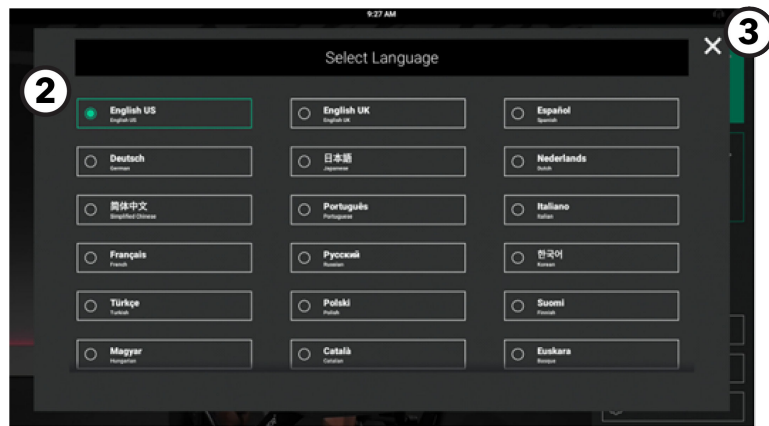 9:27 AM
3
Select Language
2
English US
English US
English UK
English UK
Español
Spanish
Deutsch
German
日本語
Japanese
Nederlands
Dutch
简体中文
Simplified Chinese
Português
Portuguese
Italiano
Italian
Français
French
Русский
Russian
한국어
Korean
Türkçe
Turkish
Polski
Polish
Suomi
Finnish
Magyar
Hungarian
Català
Catalan
Euskara
Basque